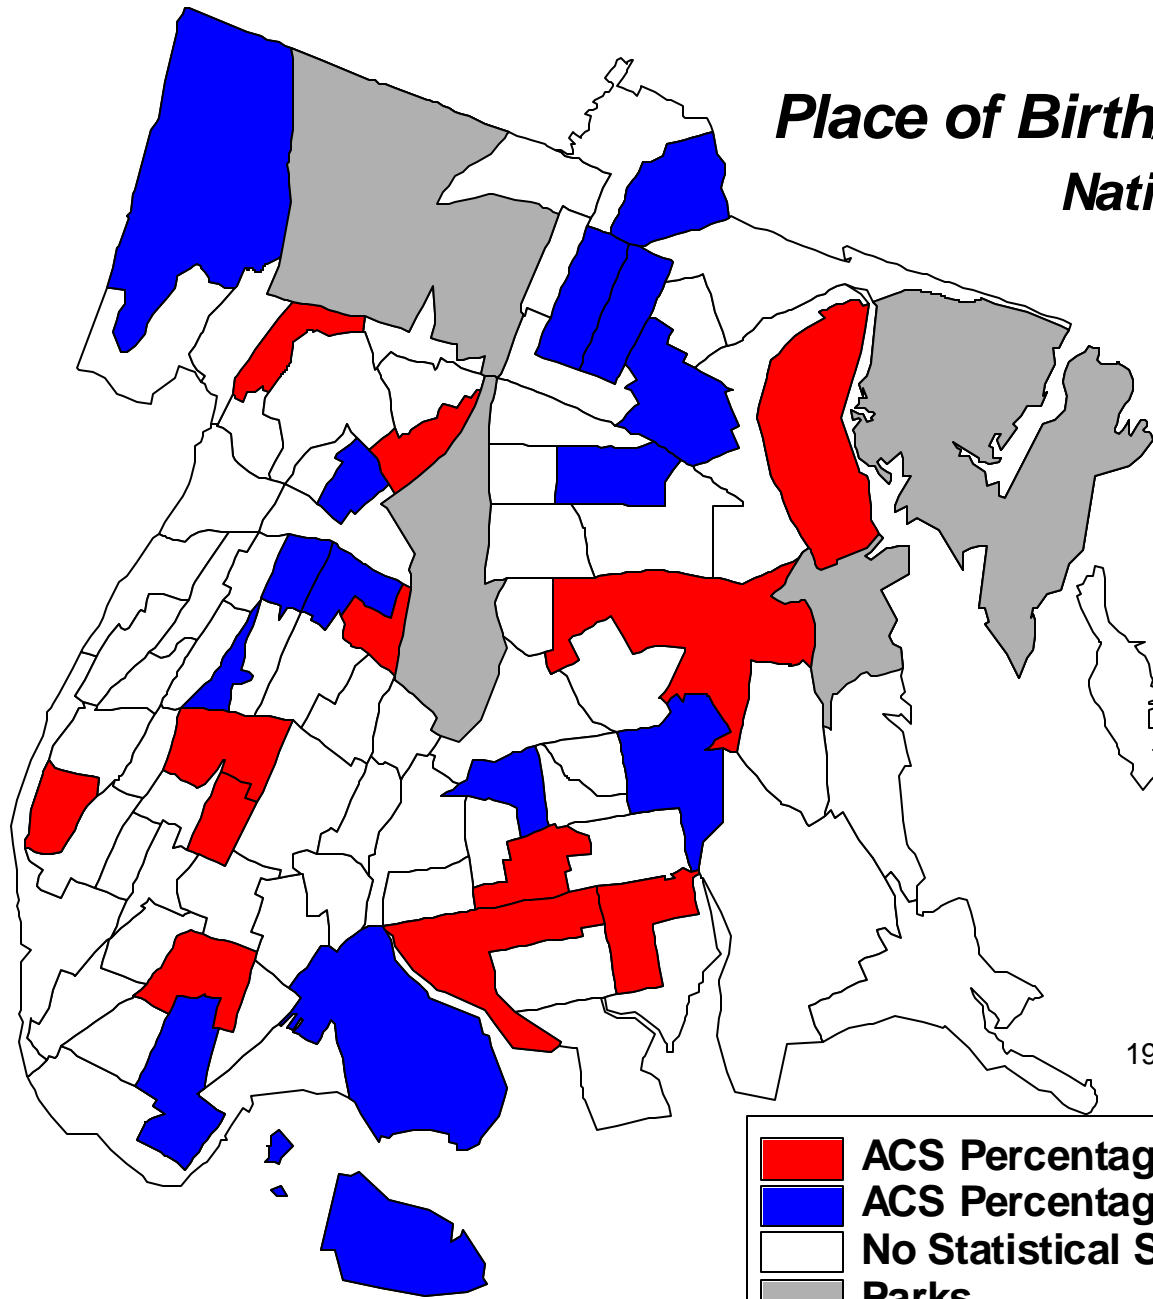 Place of Birth
Nati
19
ACS Percentag
ACS Percentag
No Statistical S
Parks